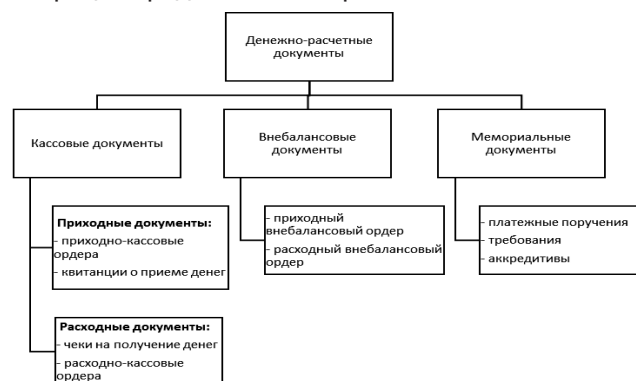 Денежно-расчетные
документы
Кассовые документы
Внебалансовые
документы
Мемориальные
документы
Приходные документы:
- приходно-кассовые
ордера
- квитанции о приеме денег
- приходный
внебалансовый ордер
- расходный внебалансовый
ордер
- платежные поручения
- требования
- аккредитивы
Расходные документы:
- чеки на получение денег
- расходно-кассовые
ордера